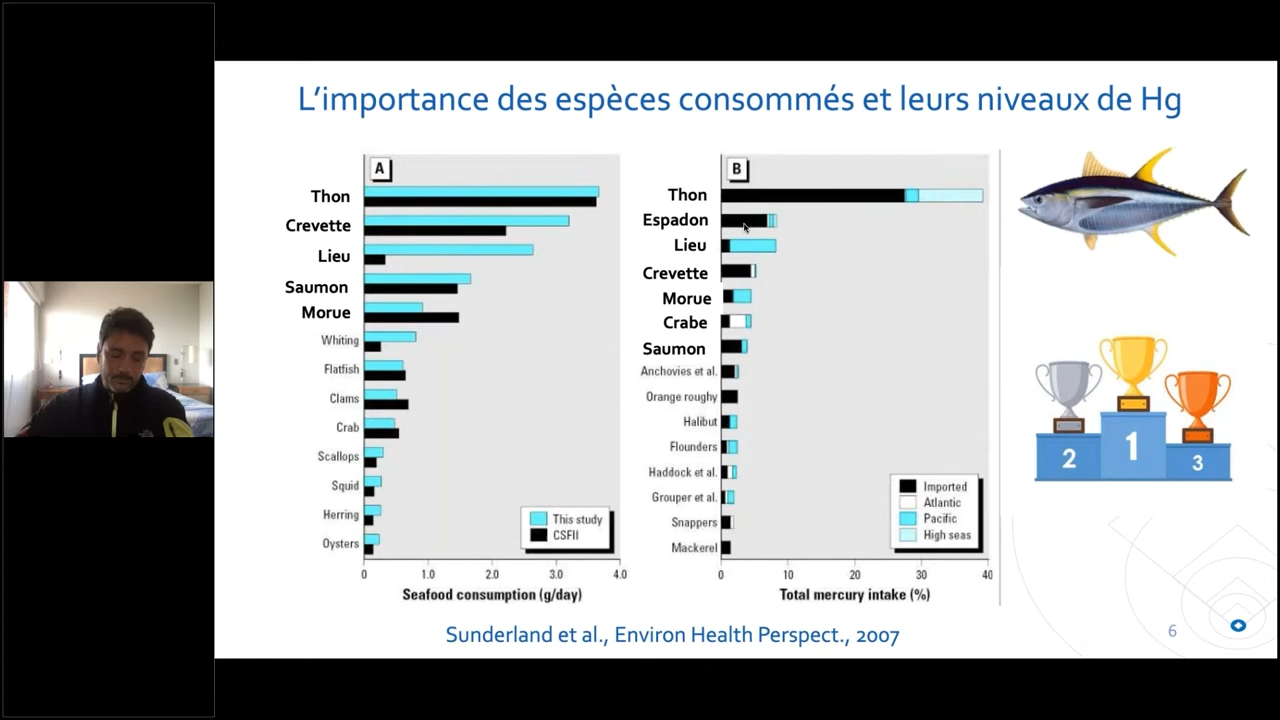 L'importance des espèces consommés et leurs niveaux de Hg
A
Thon
Crevette
Lieu
Saumon
Morue
Whiting
Flatfish
Clams
Crab
Scallops
Squid
Herring
Oysters
This study
CSFII
0 1.0 2.0 3.0 4.0
Seafood consumption (g/day)
B
Thon
Espadon
Lieu
Crevette
Morue
Crabe
Saumon
Anchovies et al.
Orange roughy
Halibut
Flounders
Haddock et al.
Grouper et al.
Snappers
Mackerel
Imported
Atlantic
Pacific
High seas
0 10 20 30 40
Total mercury intake (%)
2 1 3
Sunderland et al., Environ Health Perspect., 2007
6